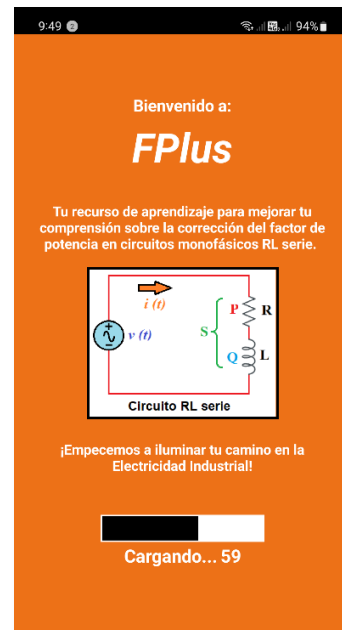 9:49 2 94%
Bienvenido a:
FPlus
Tu recurso de aprendizaje para mejorar tu
comprensión sobre la corrección del factor de
potencia en circuitos monofásicos RL serie.
i (t)
P R
v (t)
S
Q L
Circuito RL serie
¡Empecemos a iluminar tu camino en la
Electricidad Industrial!
Cargando... 59